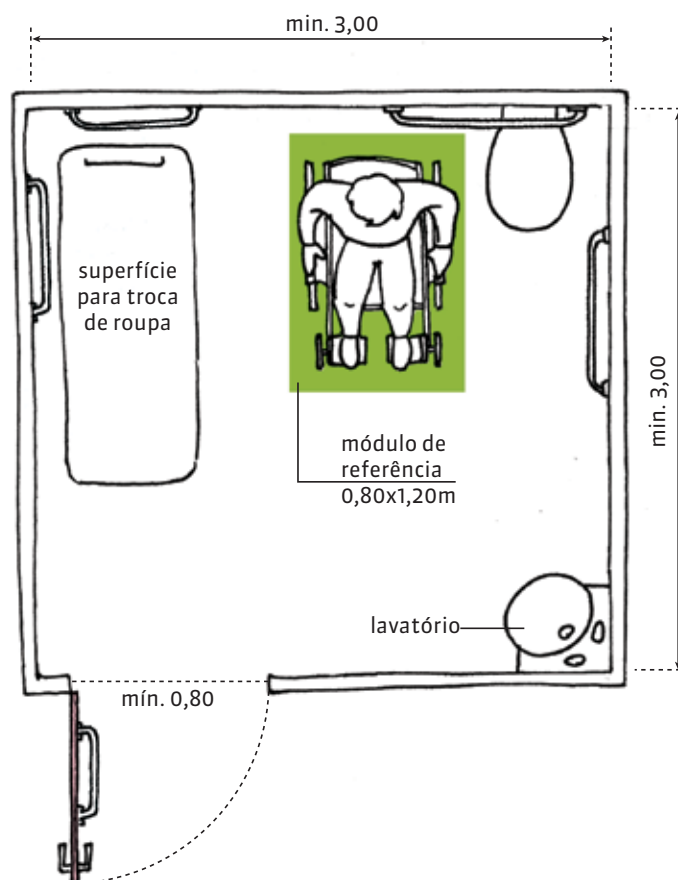 min. 3,00
superfície
para troca
de roupa
min. 3,00
módulo de
referência
0,80x1,20m
lavatório
mín. 0,80